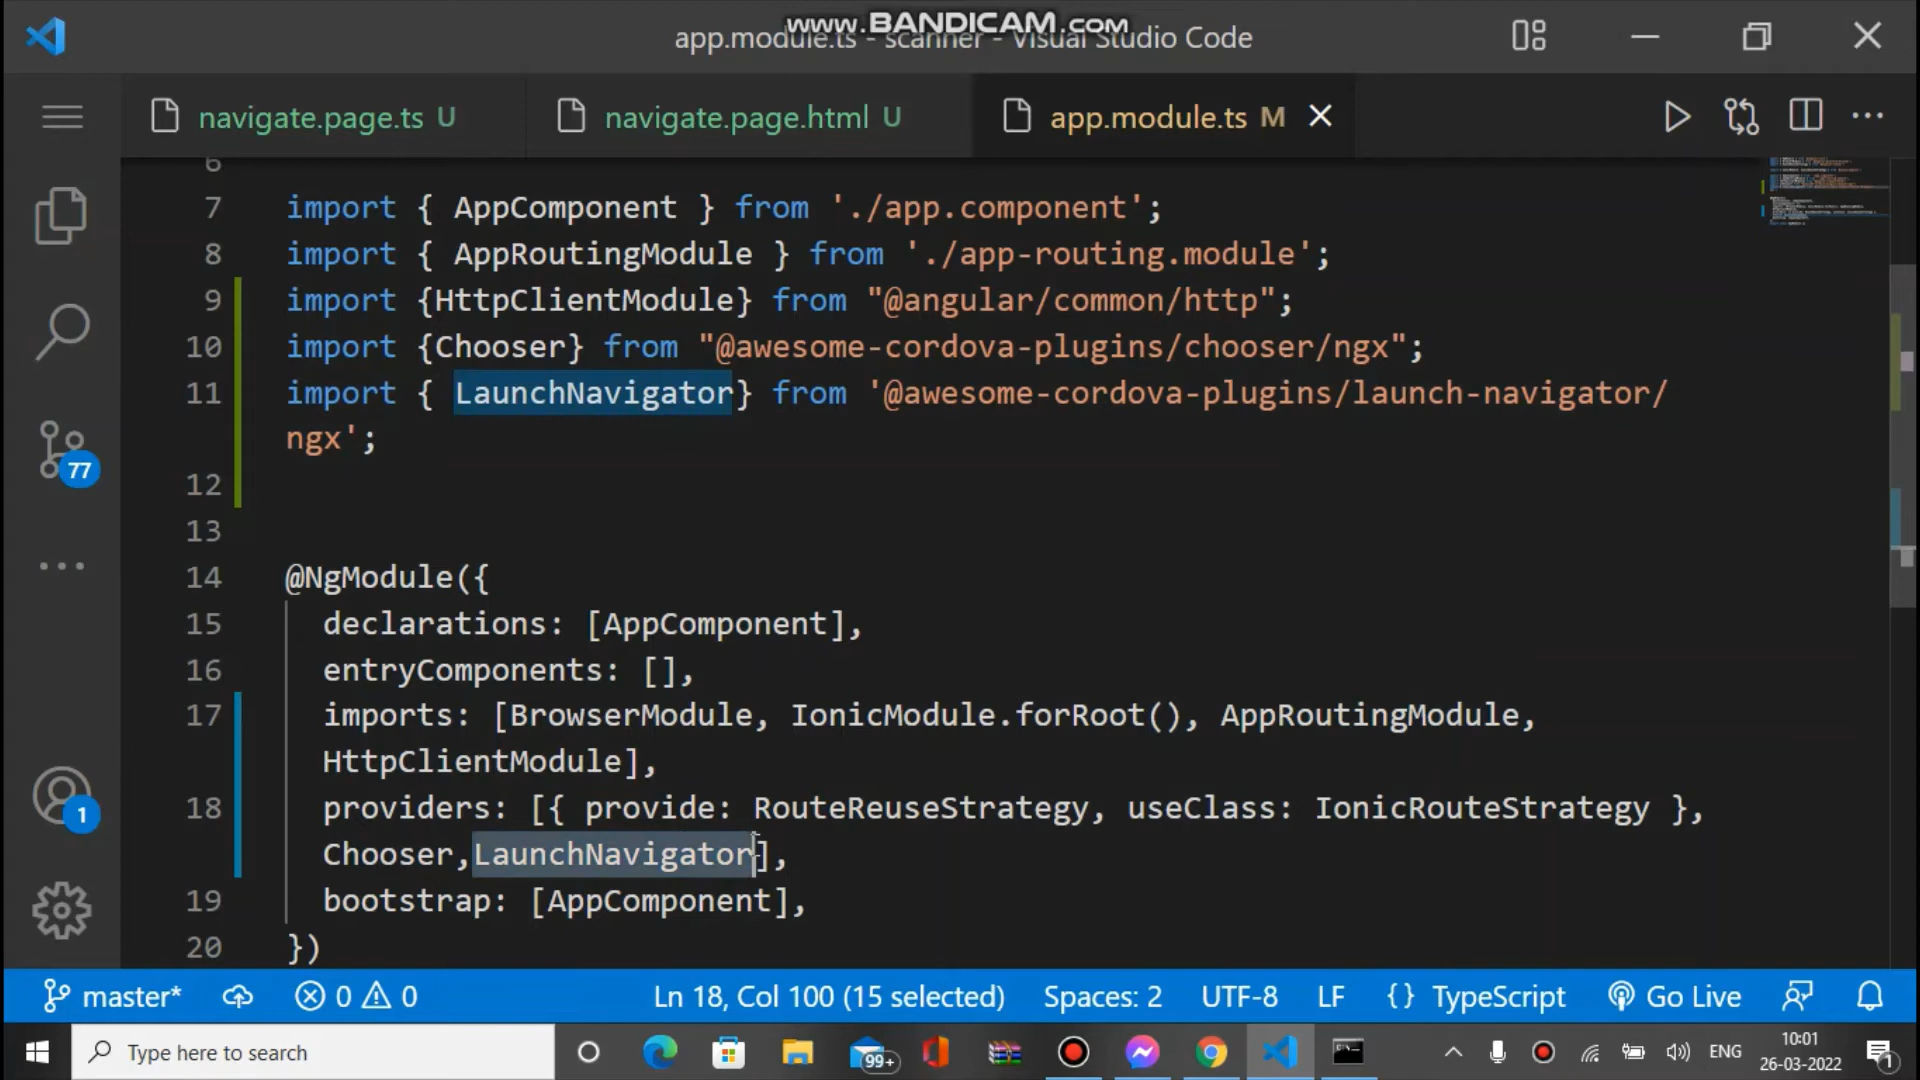 www.BANDICAM.com
app.module.ts - scanner - Visual Studio Code
navigate.page.ts U
navigate.page.html U
app.module.ts M
6
7 import { AppComponent } from './app.component';
8 import { AppRoutingModule } from './app-routing.module';
9 import {HttpClientModule} from "@angular/common/http";
10 import {Chooser} from "@awesome-cordova-plugins/chooser/ngx";
11 import { LaunchNavigator} from '@awesome-cordova-plugins/launch-navigator/
ngx';
12
13
14 @NgModule({
15 declarations: [AppComponent],
16 entryComponents: [],
17 imports: [BrowserModule, IonicModule.forRoot(), AppRoutingModule,
HttpClientModule],
18 providers: [{ provide: RouteReuseStrategy, useClass: IonicRouteStrategy },
Chooser,LaunchNavigator],
19 bootstrap: [AppComponent],
20 })
77
1
master* 0 0 Ln 18, Col 100 (15 selected) Spaces: 2 UTF-8 LF {} TypeScript Go Live
Type here to search
99+
ENG
10:01
26-03-2022
1